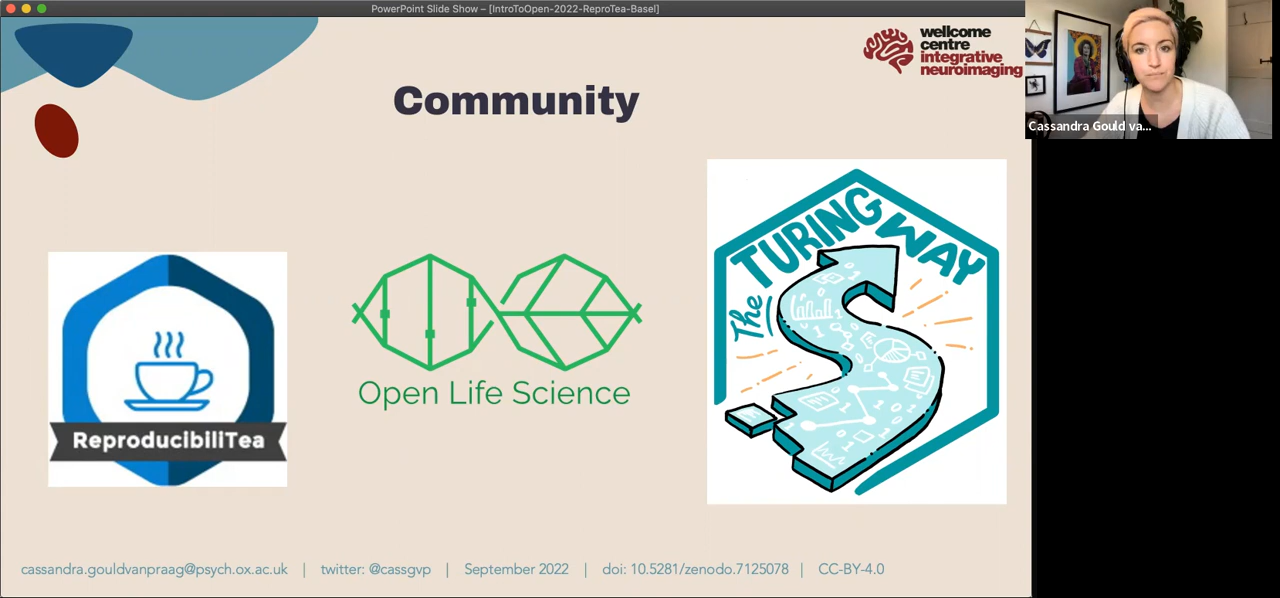 PowerPoint Slide Show – [IntroToOpen-2022-ReproTea-Basel]
wellcome
centre
integrative
neuroimaging
Community
Cassandra Gould va...
The TURING WAY
ReproducibiliTea
Open Life Science
cassandra.gouldvanpraag@psych.ox.ac.uk | twitter: @cassgvp | September 2022 | doi: 10.5281/zenodo.7125078 | CC-BY-4.0